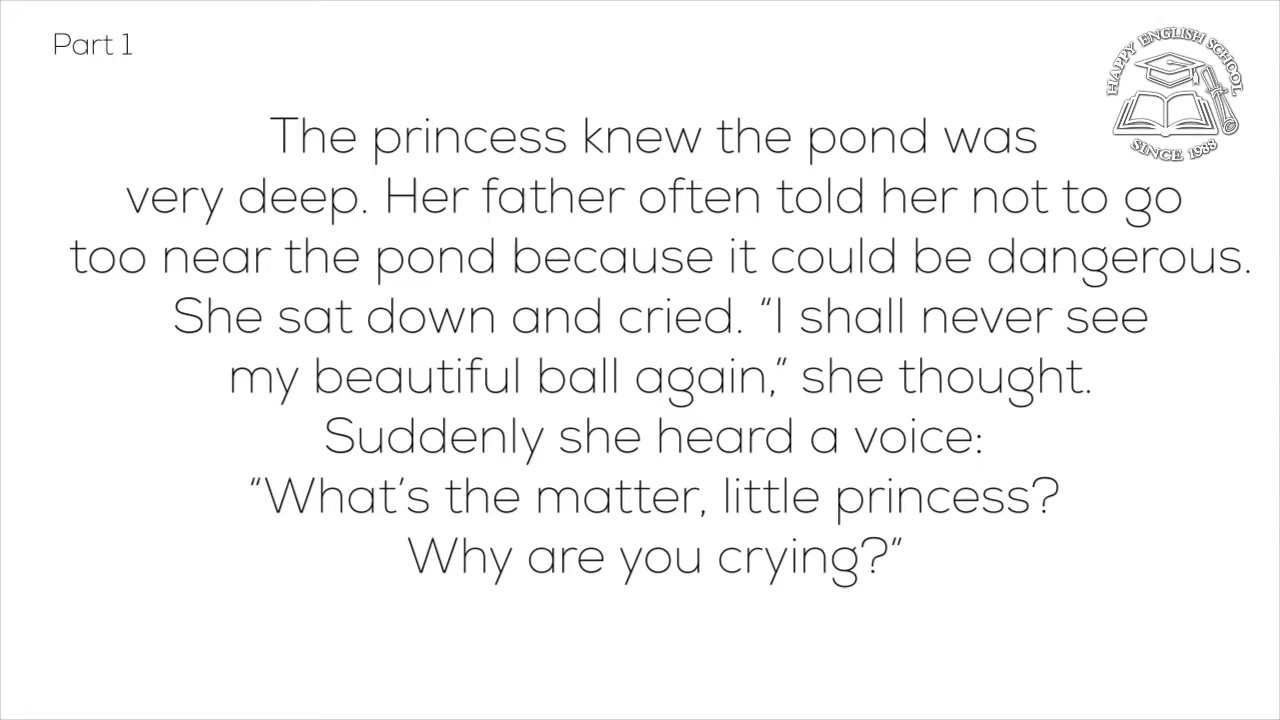 Part 1
HAPPY ENGLISH SCHOOL
SINCE 1988
The princess knew the pond was
very deep. Her father often told her not to go
too near the pond because it could be dangerous.
She sat down and cried. “I shall never see
my beautiful ball again,” she thought.
Suddenly she heard a voice:
“What’s the matter, little princess?
Why are you crying?”